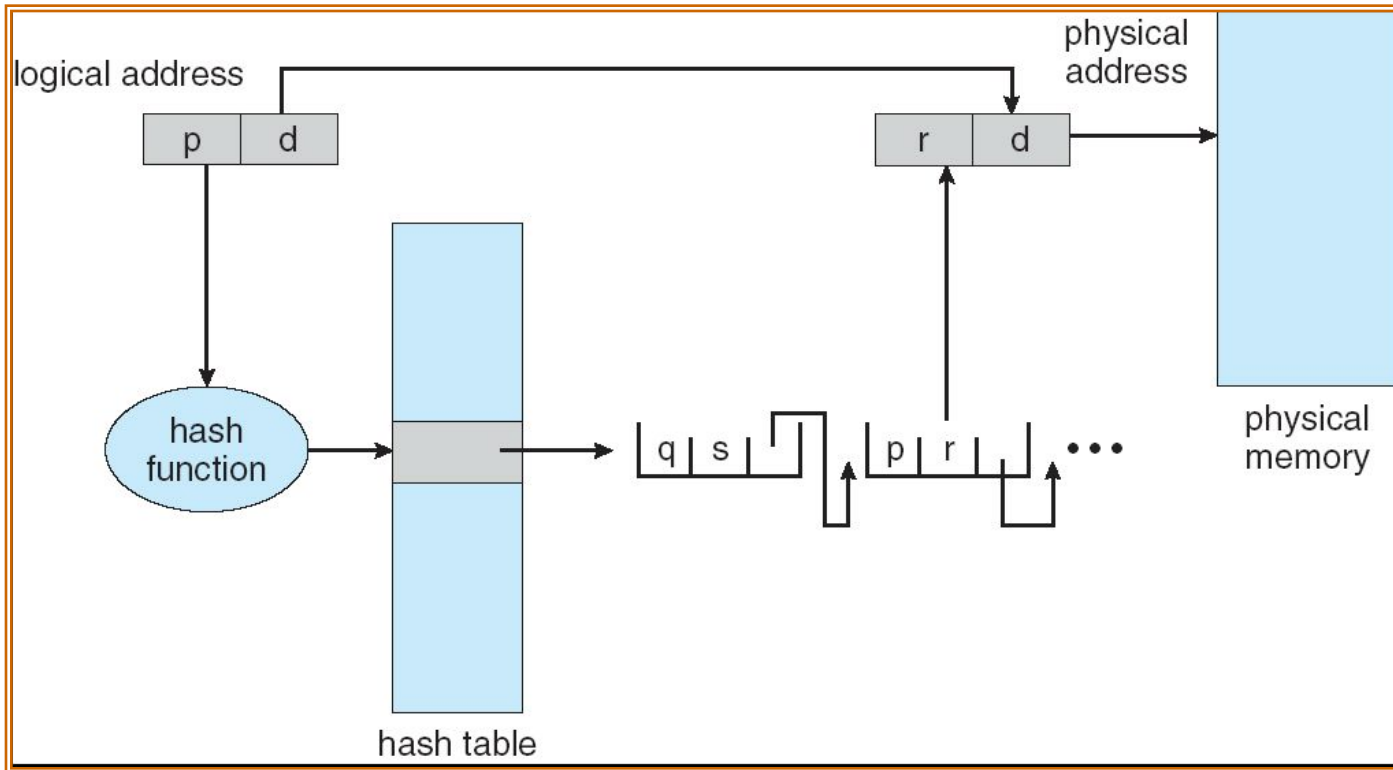 logical address
physical
address
p d
r d
hash
function
q s
p r
•••
physical
memory
hash table